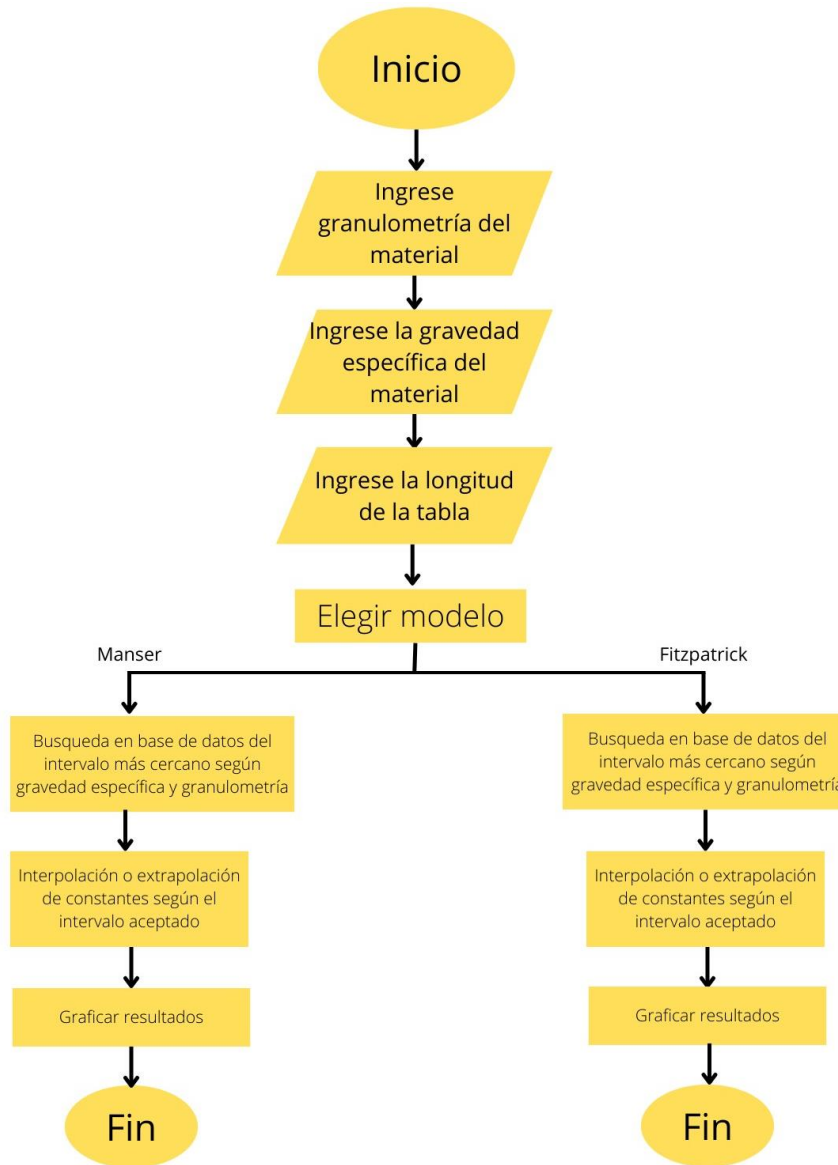 Inicio
Ingrese
granulometría del
material
Ingrese la gravedad
específica del
material
Ingrese la longitud
de la tabla
Elegir modelo
Manser
Fitzpatrick
Busqueda en base de datos del
intervalo más cercano según
gravedad específica y granulometría
Busqueda en base de datos del
intervalo más cercano según
gravedad específica y granulometría
Interpolación o extrapolación
de constantes según el
intervalo aceptado
Interpolación o extrapolación
de constantes según el
intervalo aceptado
Graficar resultados
Graficar resultados
Fin
Fin